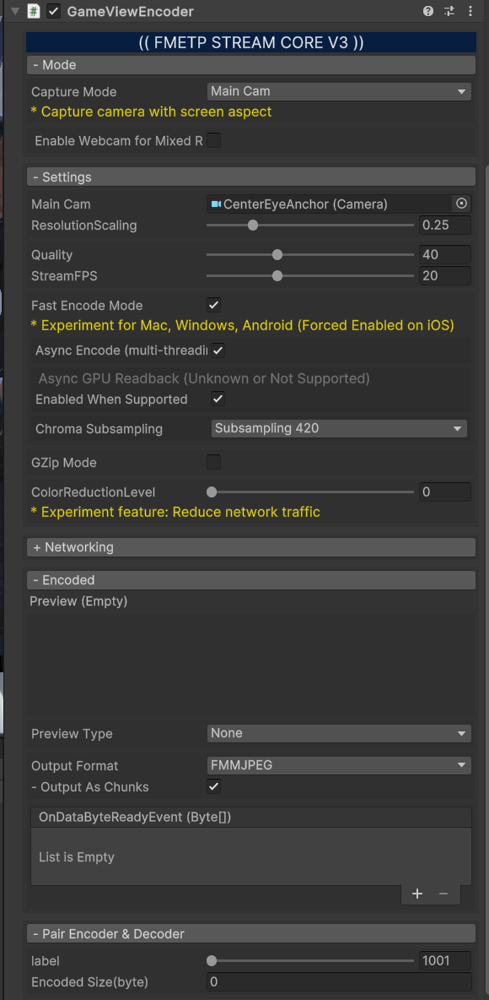 GameViewEncoder
(( FMETP STREAM CORE V3 ))
- Mode
Capture Mode Main Cam
* Capture camera with screen aspect
Enable Webcam for Mixed R
- Settings
Main Cam CenterEyeAnchor (Camera)
ResolutionScaling 0.25
Quality 40
StreamFPS 20
Fast Encode Mode
* Experiment for Mac, Windows, Android (Forced Enabled on iOS)
Async Encode (multi-threadi
Async GPU Readback (Unknown or Not Supported)
Enabled When Supported
Chroma Subsampling Subsampling 420
GZip Mode
ColorReductionLevel 0
* Experiment feature: Reduce network traffic
+ Networking
- Encoded
Preview (Empty)
Preview Type None
Output Format FMMJPEG
- Output As Chunks
OnDataByteReadyEvent (Byte[])
List is Empty
+ −
- Pair Encoder & Decoder
label 1001
Encoded Size(byte) 0